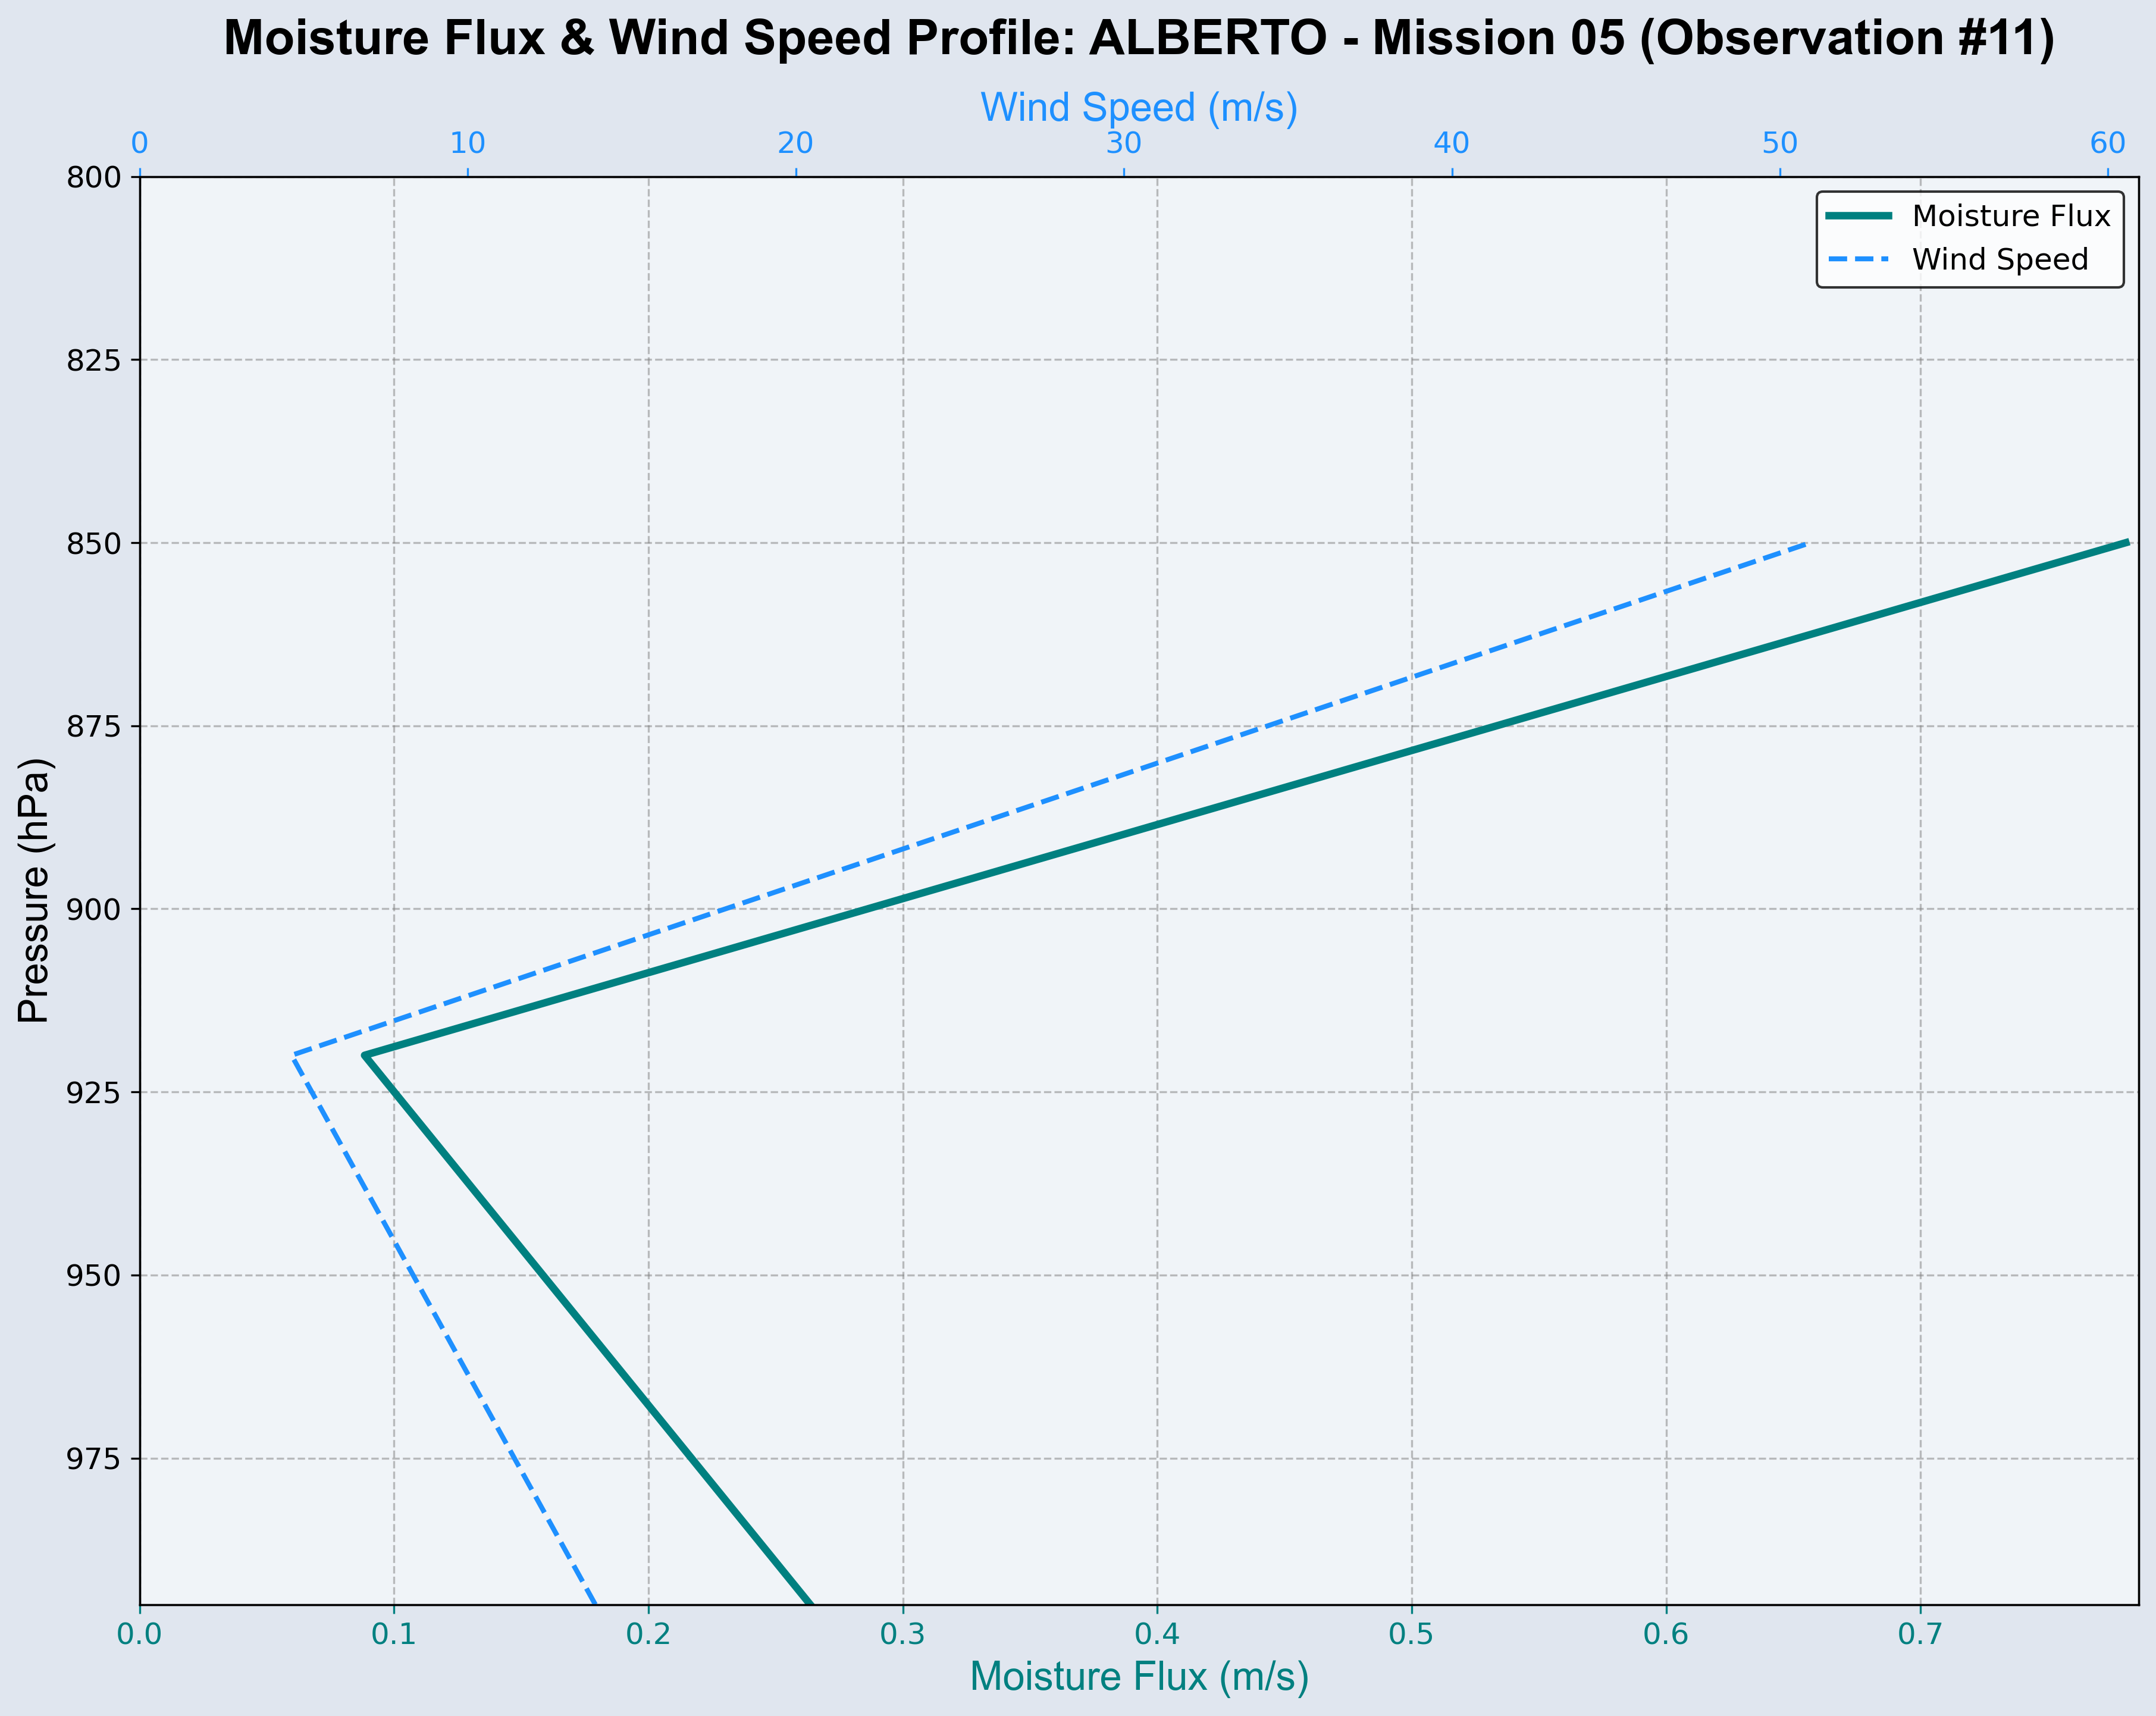 Moisture Flux & Wind Speed Profile: ALBERTO - Mission 05 (Observation #11)
Wind Speed (m/s)
0 10 20 30 40 50 60
Moisture Flux
Wind Speed
800
825
850
875
900
925
950
975
Pressure (hPa)
0.0 0.1 0.2 0.3 0.4 0.5 0.6 0.7
Moisture Flux (m/s)